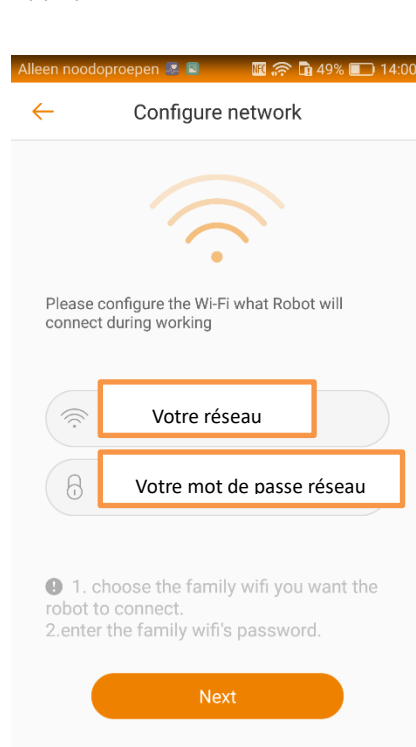 Alleen noodoproepen 49% 14:00
Configure network
Please configure the Wi-Fi what Robot will
connect during working
Votre réseau
Votre mot de passe réseau
1. choose the family wifi you want the
robot to connect.
2.enter the family wifi's password.
Next